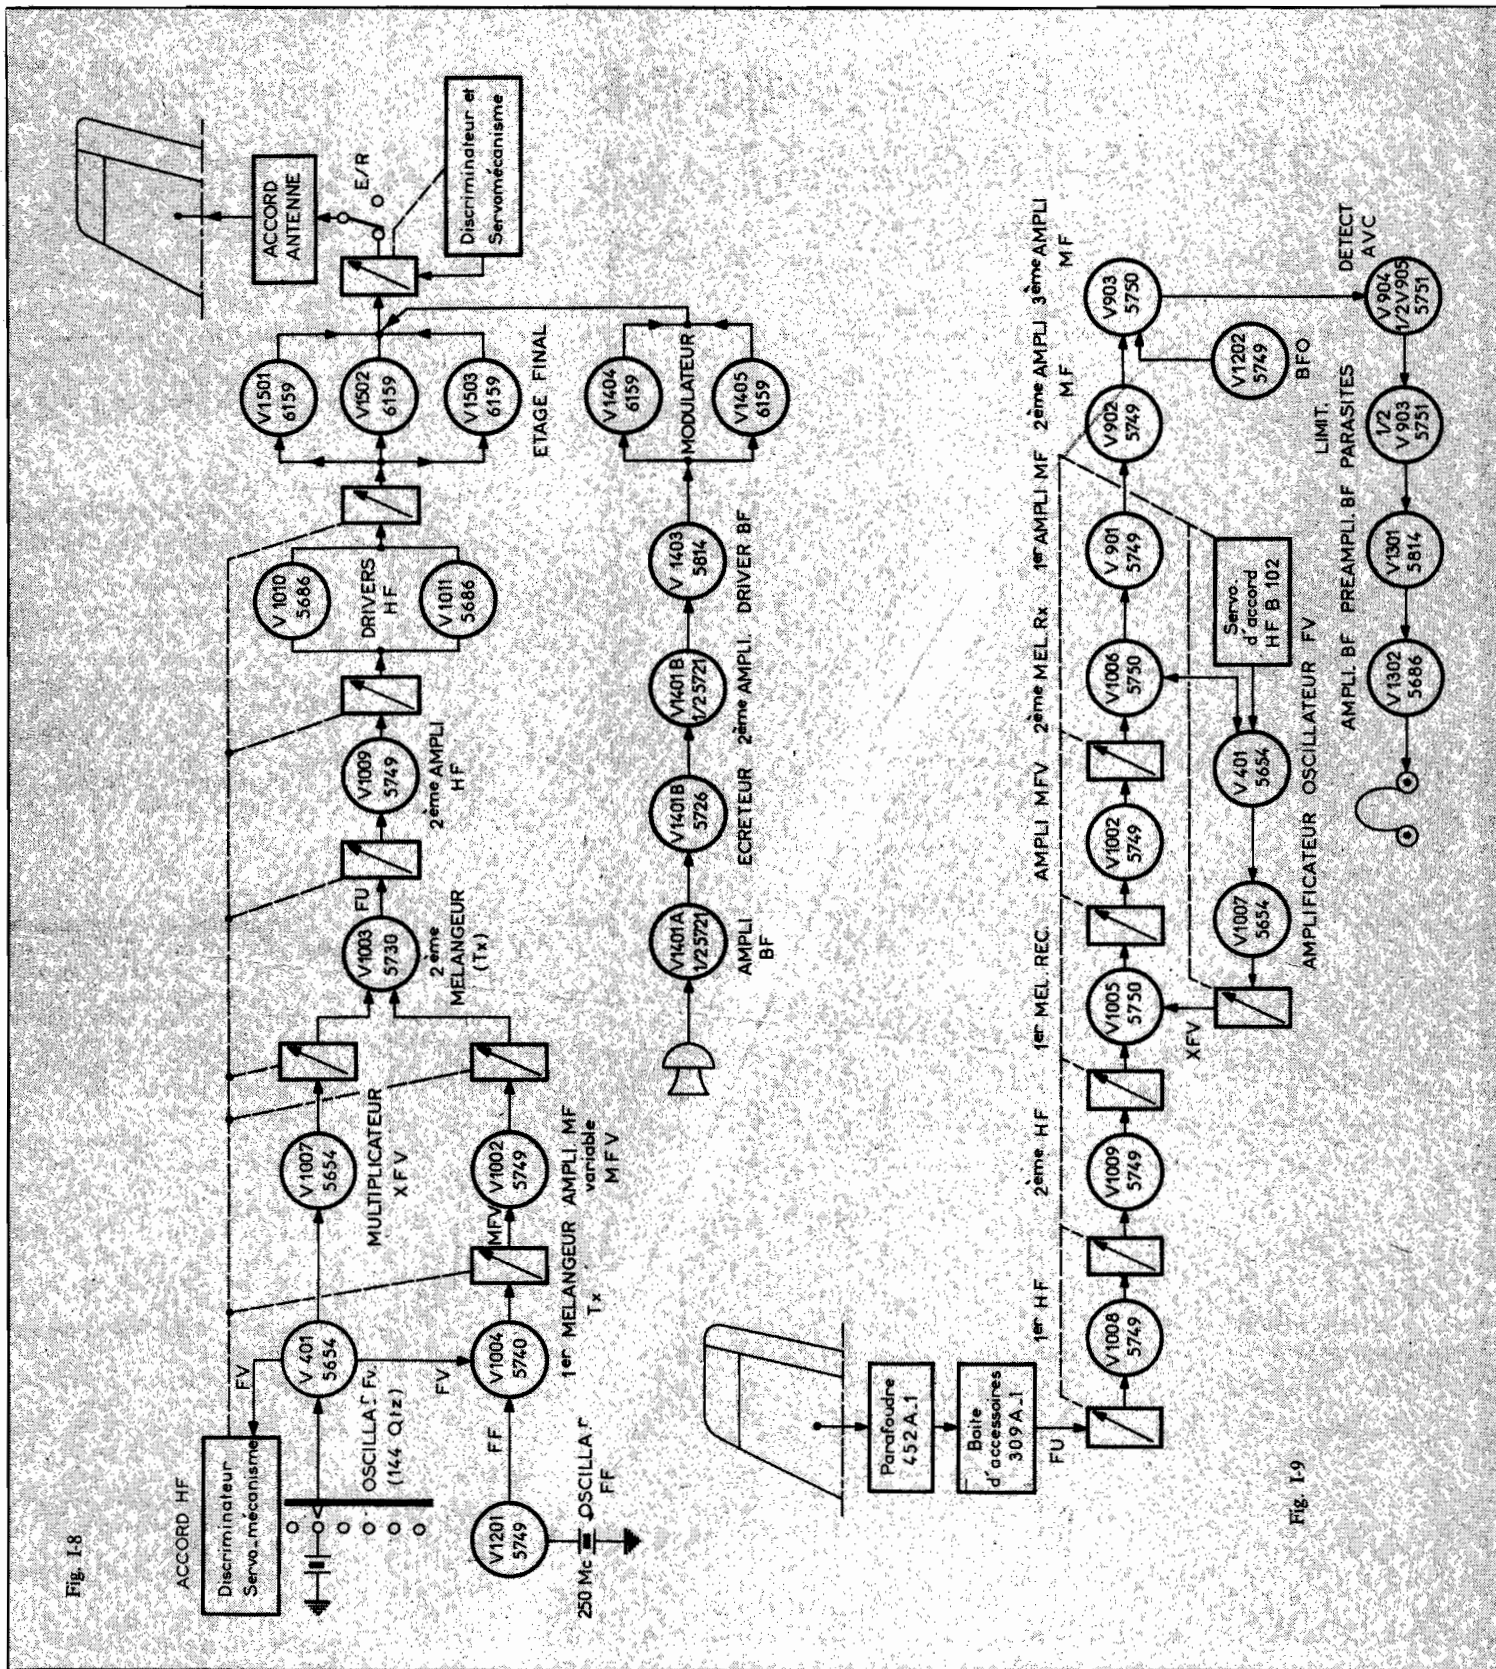 Fig. I-8
ACCORD HF
Discriminateur
Servo-mécanisme
FV
V 401
5654
OSCILLAT Fv.
(144 Qtz)
V1007
5654
MULTIPLICATEUR
XFV
FV
V1201
5749
250 Mc
OSCILLAT
FF
FF
V1004
5740
1er MELANGEUR
Tx
MFV
V1002
5749
AMPLI. MF
variable
MFV
V1003
5730
2ème
MELANGEUR
(Tx)
FU
V1009
5749
2ème AMPLI
HF
V1010
5686
DRIVERS
HF
V1011
5686
V1501
6159
V1502
6159
V1503
6159
ETAGE FINAL
ACCORD
ANTENNE
E/R
Discriminateur et
Servomécanisme
V1401A
1/25721
AMPLI
BF
V1401B
5726
ECRETEUR
V1401B
1/25721
2ème AMPLI.
V 1403
5814
DRIVER BF
V1404
6159
MODULATEUR
V1405
6159
Fig. I-9
Parafoudre
452A-1
Boite
d'accessoires
309A-1
FU
1er HF
V1008
5749
2ème HF
V1009
5749
1er MEL. REC.
V1005
5750
XFV
AMPLI MFV
V1002
5749
2ème MEL. Rx
V1006
5750
1er AMPLI MF
V 901
5749
2ème AMPLI
MF
V902
5749
3ème AMPLI
MF
V903
5750
V1202
5749
BFO
Servo.
d'accord
HF B 102
V 401
5654
V1007
5654
AMPLIFICATEUR OSCILLATEUR FV
DETECT
AVC
V904
1/2V905
5751
LIMIT.
PARASITES
1/2
V903
5751
PREAMPLI. BF
V1301
5814
AMPLI. BF
V1302
5686